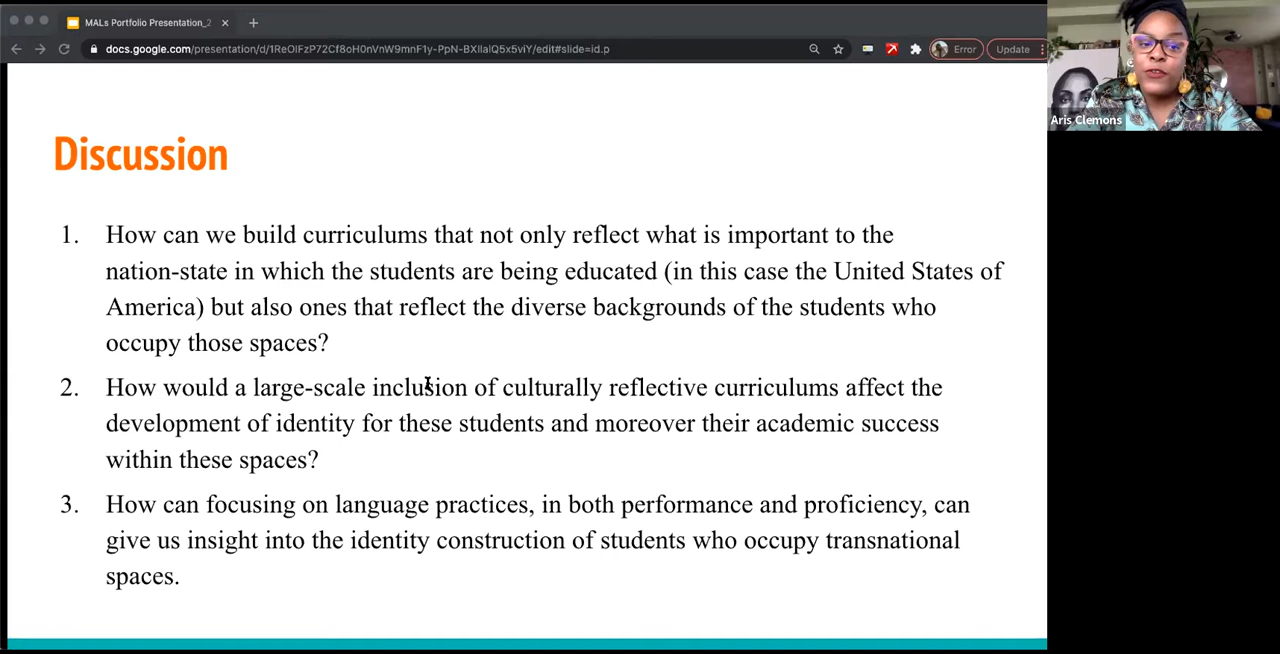 MALs Portfolio Presentation_2
docs.google.com/presentation/d/1ReOlFzP72Cf8oH0nVnW9mnF1y-PpN-BXIlalQ5x5viY/edit#slide=id.p
Error
Update
Aris Clemons
Discussion
1. How can we build curriculums that not only reflect what is important to the
nation-state in which the students are being educated (in this case the United States of
America) but also ones that reflect the diverse backgrounds of the students who
occupy those spaces?
2. How would a large-scale inclusion of culturally reflective curriculums affect the
development of identity for these students and moreover their academic success
within these spaces?
3. How can focusing on language practices, in both performance and proficiency, can
give us insight into the identity construction of students who occupy transnational
spaces.